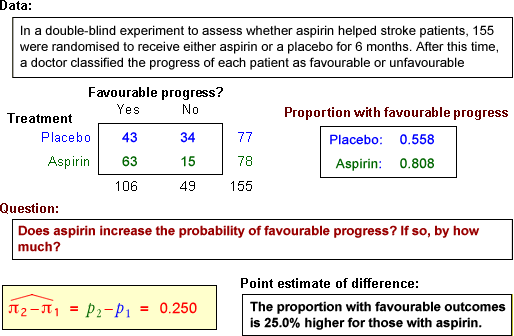 Data:
In a double-blind experiment to assess whether aspirin helped stroke patients, 155
were randomised to receive either aspirin or a placebo for 6 months. After this time,
a doctor classified the progress of each patient as favourable or unfavourable
Favourable progress?
Treatment Yes No
Placebo 43 34 77
Aspirin 63 15 78
106 49 155
Proportion with favourable progress
Placebo: 0.558
Aspirin: 0.808
Question:
Does aspirin increase the probability of favourable progress? If so, by how
much?
π̂₂ – π₁ = p₂ – p₁ = 0.250
Point estimate of difference:
The proportion with favourable outcomes
is 25.0% higher for those with aspirin.